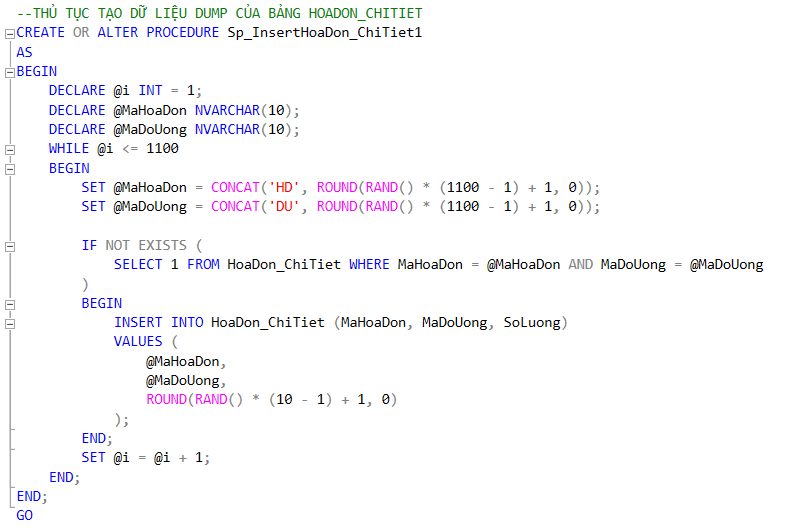 --THỦ TỤC TẠO DỮ LIỆU DUMP CỦA BẢNG HOADON_CHITIET
CREATE OR ALTER PROCEDURE Sp_InsertHoaDon_ChiTiet1
AS
BEGIN
    DECLARE @i INT = 1;
    DECLARE @MaHoaDon NVARCHAR(10);
    DECLARE @MaDoUong NVARCHAR(10);
    WHILE @i <= 1100
    BEGIN
        SET @MaHoaDon = CONCAT('HD', ROUND(RAND() * (1100 - 1) + 1, 0));
        SET @MaDoUong = CONCAT('DU', ROUND(RAND() * (1100 - 1) + 1, 0));

        IF NOT EXISTS (
            SELECT 1 FROM HoaDon_ChiTiet WHERE MaHoaDon = @MaHoaDon AND MaDoUong = @MaDoUong
        )
        BEGIN
            INSERT INTO HoaDon_ChiTiet (MaHoaDon, MaDoUong, SoLuong)
            VALUES (
                @MaHoaDon,
                @MaDoUong,
                ROUND(RAND() * (10 - 1) + 1, 0)
            );
        END;
        SET @i = @i + 1;
    END;
END;
GO